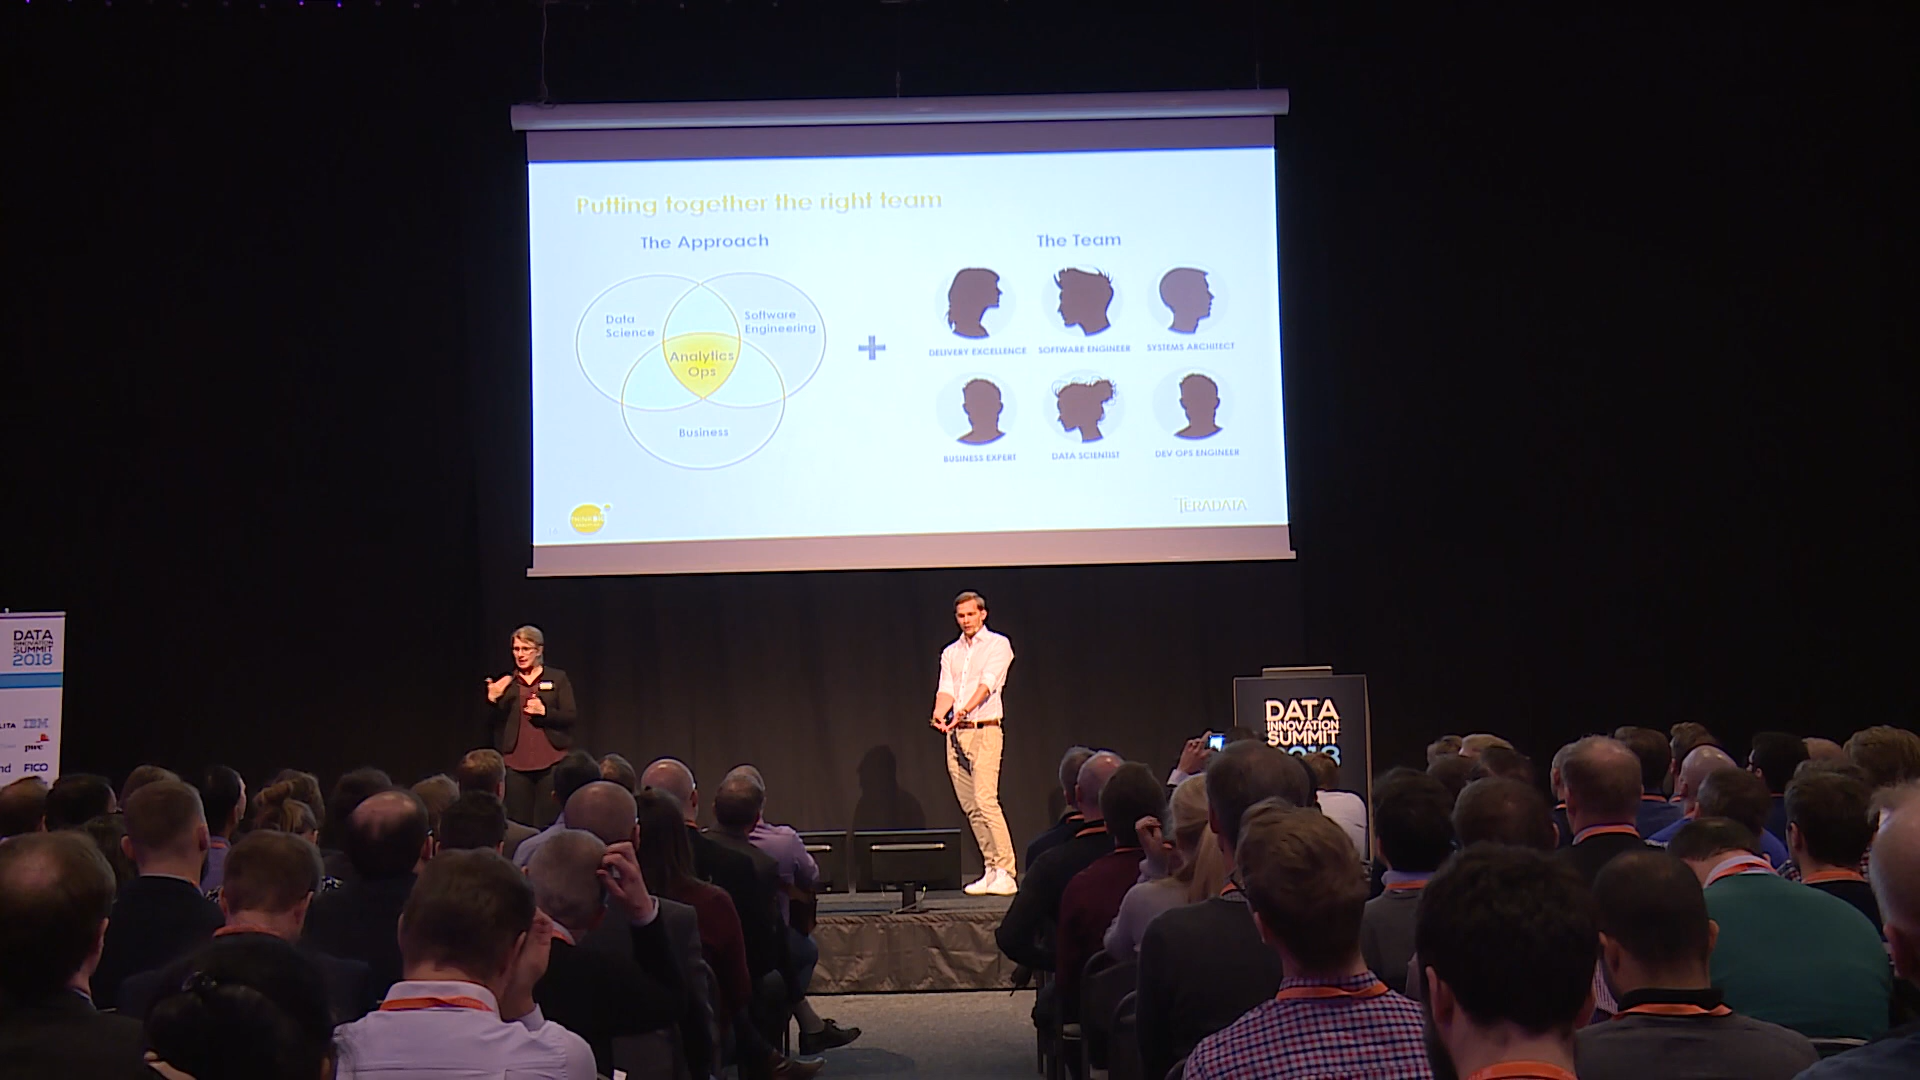 Putting together the right team
The Approach
The Team
Data
Science
Software
Engineering
Analytics
Ops
Business
DELIVERY EXCELLENCE
SOFTWARE ENGINEER
SYSTEMS ARCHITECT
BUSINESS EXPERT
DATA SCIENTIST
DEV OPS ENGINEER
TERADATA
DATA
INNOVATION
SUMMIT
2018
IBM
pwc
FICO
DATA
INNOVATION
SUMMIT
2018